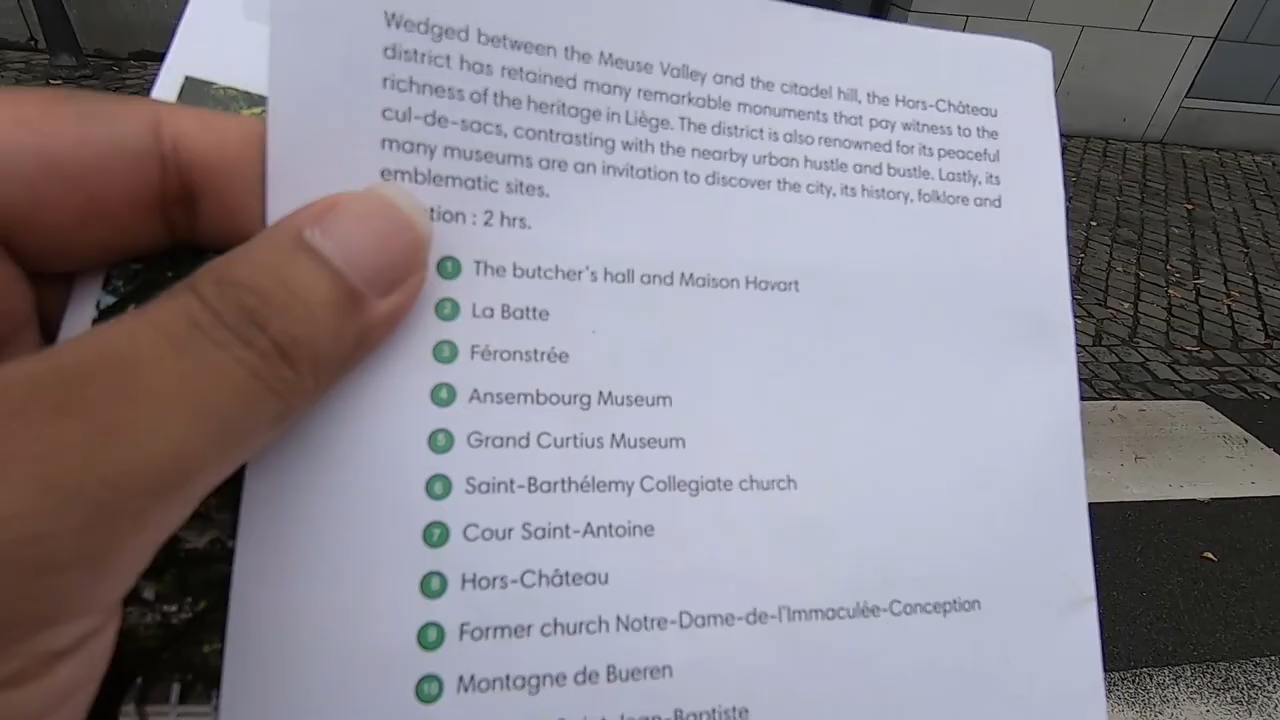 Wedged between the Meuse Valley and the citadel hill, the Hors-Château
district has retained many remarkable monuments that pay witness to the
richness of the heritage in Liège. The district is also renowned for its peaceful
cul-de-sacs, contrasting with the nearby urban hustle and bustle. Lastly, its
many museums are an invitation to discover the city, its history, folklore and
emblematic sites.
tion : 2 hrs.
1 The butcher's hall and Maison Havart
2 La Batte
3 Féronstrée
4 Ansembourg Museum
5 Grand Curtius Museum
6 Saint-Barthélemy Collegiate church
7 Cour Saint-Antoine
8 Hors-Château
9 Former church Notre-Dame-de-l'Immaculée-Conception
10 Montagne de Bueren
Saint-Jean-Baptiste